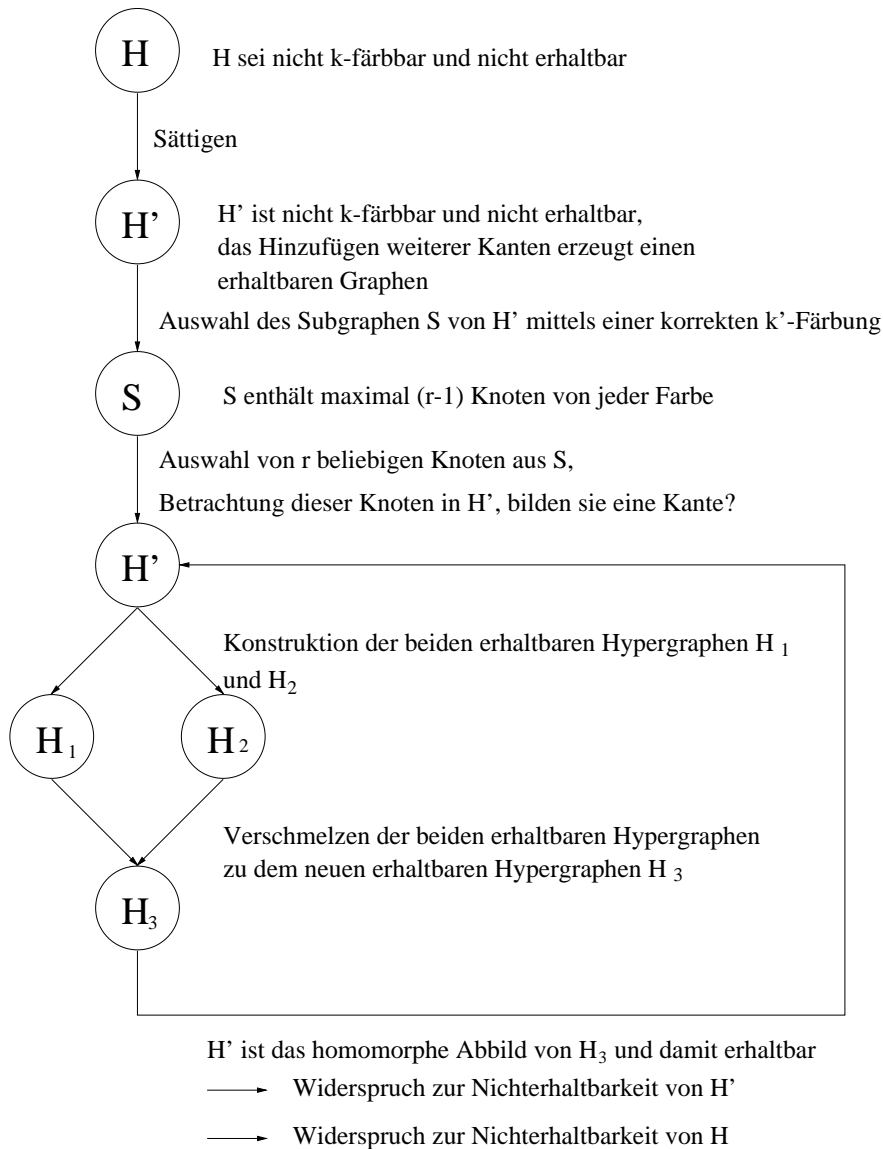 H
H sei nicht k-färbbar und nicht erhaltbar
Sättigen
H'
H' ist nicht k-färbbar und nicht erhaltbar,
das Hinzufügen weiterer Kanten erzeugt einen
erhaltbaren Graphen
Auswahl des Subgraphen S von H' mittels einer korrekten k'-Färbung
S
S enthält maximal (r-1) Knoten von jeder Farbe
Auswahl von r beliebigen Knoten aus S,
Betrachtung dieser Knoten in H', bilden sie eine Kante?
H'
Konstruktion der beiden erhaltbaren Hypergraphen H 1
und H2
H 1
H 2
Verschmelzen der beiden erhaltbaren Hypergraphen
zu dem neuen erhaltbaren Hypergraphen H 3
H3
H' ist das homomorphe Abbild von H3 und damit erhaltbar
Widerspruch zur Nichterhaltbarkeit von H'
Widerspruch zur Nichterhaltbarkeit von H